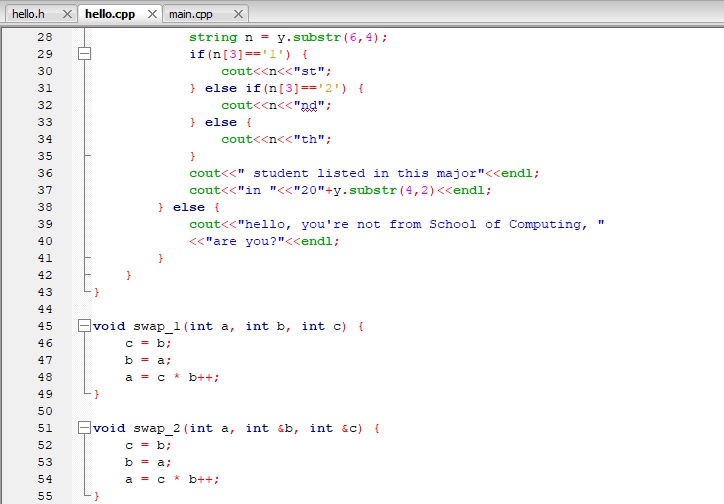 hello.h hello.cpp main.cpp
28 string n = y.substr(6,4);
29 if(n[3]=='1') {
30 cout<<n<<"st";
31 } else if(n[3]=='2') {
32 cout<<n<<"nd";
33 } else {
34 cout<<n<<"th";
35 }
36 cout<<" student listed in this major"<<endl;
37 cout<<"in "<<"20"+y.substr(4,2)<<endl;
38 } else {
39 cout<<"hello, you're not from School of Computing, "
40 <<"are you?"<<endl;
41 }
42 }
43 }
44
45 void swap_1(int a, int b, int c) {
46 c = b;
47 b = a;
48 a = c * b++;
49 }
50
51 void swap_2(int a, int &b, int &c) {
52 c = b;
53 b = a;
54 a = c * b++;
55 }